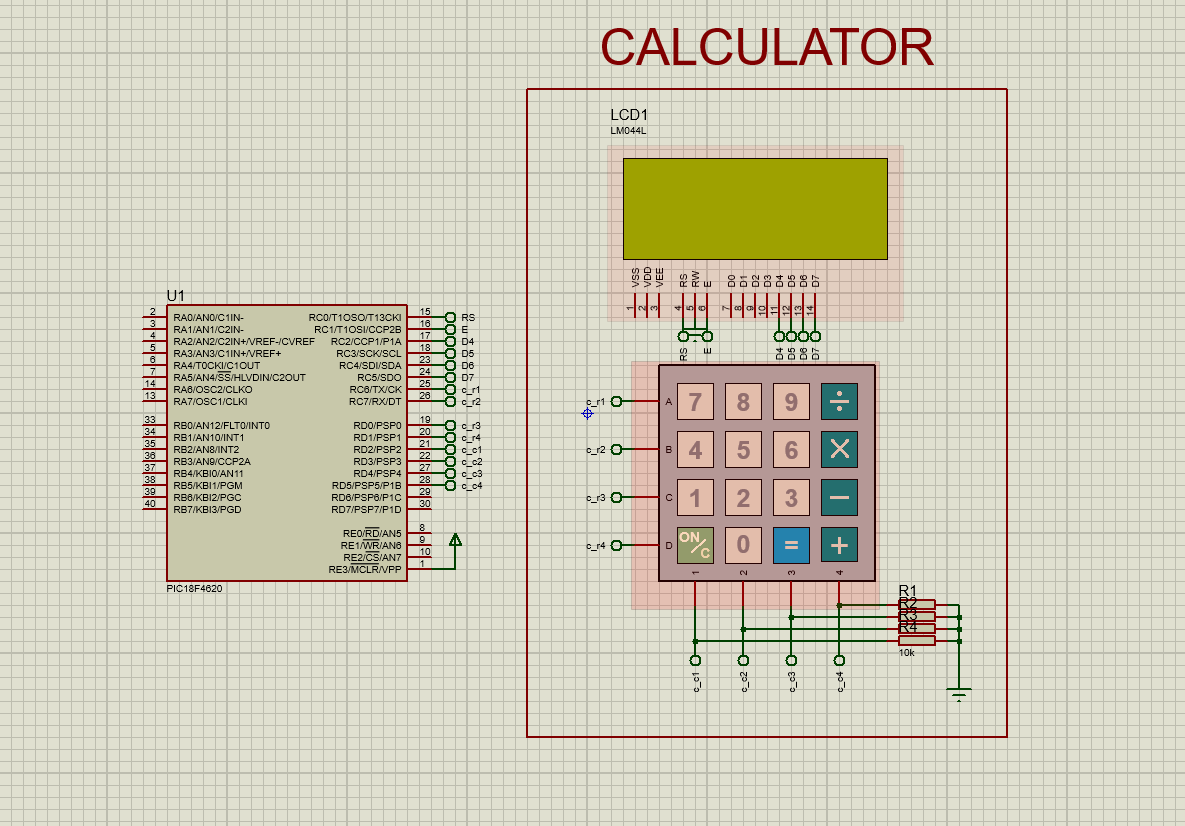 CALCULATOR
LCD1
LM044L
VSS VDD VEE RS RW E D0 D1 D2 D3 D4 D5 D6 D7
1 2 3 4 5 6 7 8 9 10 11 12 13 14
RS E D4 D5 D6 D7
U1
2 RA0/AN0/C1IN- RC0/T1OSO/T13CKI 15 RS
3 RA1/AN1/C2IN- RC1/T1OSI/CCP2B 16 E
4 RA2/AN2/C2IN+/VREF-/CVREF RC2/CCP1/P1A 17 D4
5 RA3/AN3/C1IN+/VREF+ RC3/SCK/SCL 18 D5
6 RA4/T0CKI/C1OUT RC4/SDI/SDA 23 D6
7 RA5/AN4/SS/HLVDIN/C2OUT RC5/SDO 24 D7
14 RA6/OSC2/CLKO RC6/TX/CK 25 c_r1
13 RA7/OSC1/CLKI RC7/RX/DT 26 c_r2
33 RB0/AN12/FLT0/INT0 RD0/PSP0 19 c_r3
34 RB1/AN10/INT1 RD1/PSP1 20 c_r4
35 RB2/AN8/INT2 RD2/PSP2 21 c_c1
36 RB3/AN9/CCP2A RD3/PSP3 22 c_c2
37 RB4/KBI0/AN11 RD4/PSP4 27 c_c3
38 RB5/KBI1/PGM RD5/PSP5/P1B 28 c_c4
39 RB6/KBI2/PGC RD6/PSP6/P1C 29
40 RB7/KBI3/PGD RD7/PSP7/P1D 30
RE0/RD/AN5 8
RE1/WR/AN6 9
RE2/CS/AN7 10
RE3/MCLR/VPP 1
PIC18F4620
c_r1 A 7 8 9 ÷
c_r2 B 4 5 6 ×
c_r3 C 1 2 3 −
c_r4 D ON/C 0 = +
1 2 3 4
R1
R2
R3
R4
10k
c_c1 c_c2 c_c3 c_c4